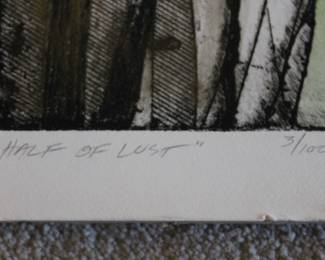 HALF OF LUST" 3/100